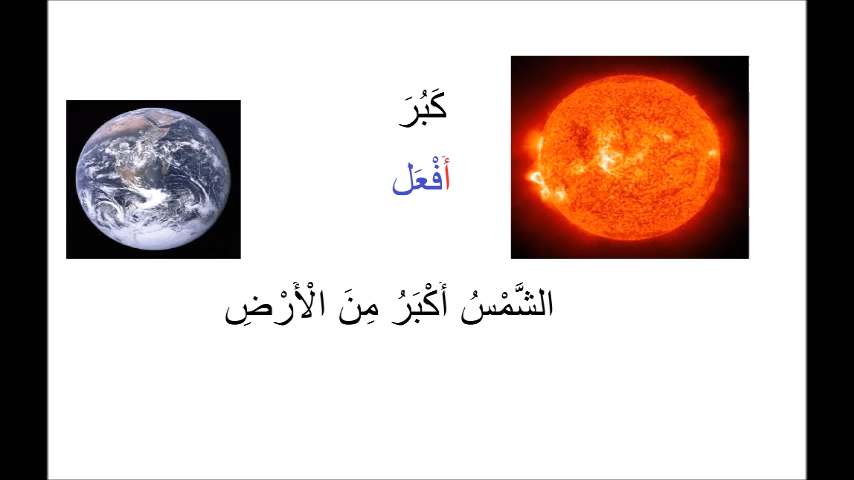 كَبُرَ
أَفْعَل
الشَّمْسُ أَكْبَرُ مِنَ الْأَرْضِ